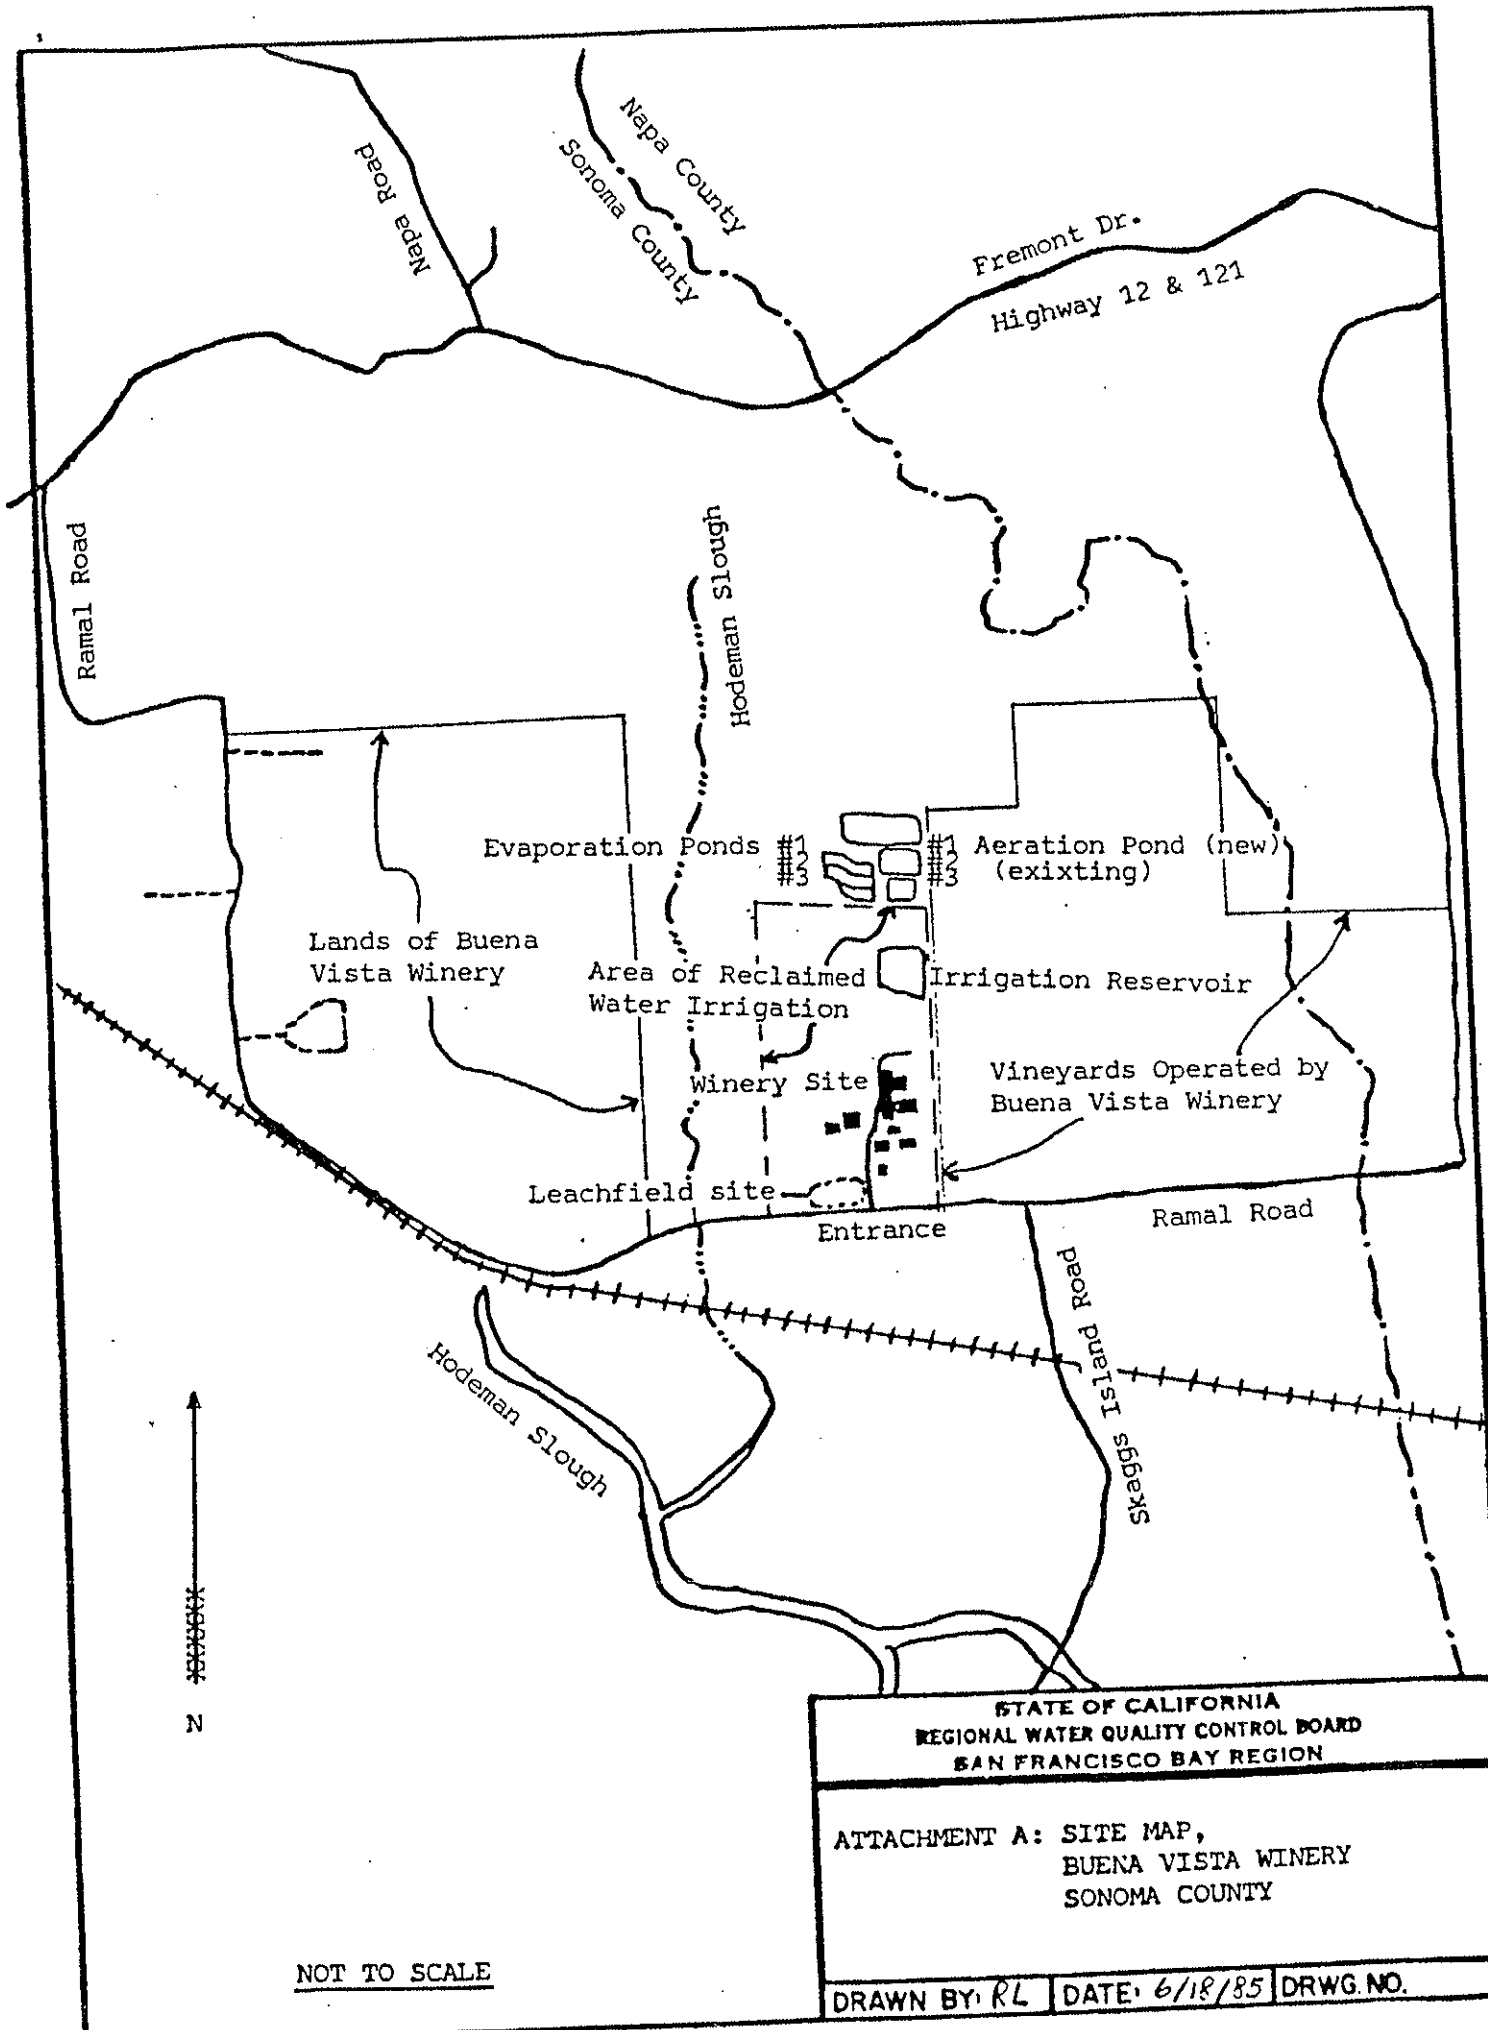 Napa Road
Napa County
Sonoma County
Fremont Dr.
Highway 12 & 121
Ramal Road
Hodeman Slough
Evaporation Ponds #1
#2
#3
#1 Aeration Pond (new)
#2
#3 (exixting)
Lands of Buena
Vista Winery
Area of Reclaimed
Water Irrigation
Irrigation Reservoir
Winery Site
Vineyards Operated by
Buena Vista Winery
Leachfield site
Entrance
Ramal Road
Skaggs Island Road
Hodeman Slough
N
NOT TO SCALE
STATE OF CALIFORNIA
REGIONAL WATER QUALITY CONTROL BOARD
SAN FRANCISCO BAY REGION
ATTACHMENT A: SITE MAP,
BUENA VISTA WINERY
SONOMA COUNTY
DRAWN BY: RL DATE: 6/18/85 DRWG. NO.